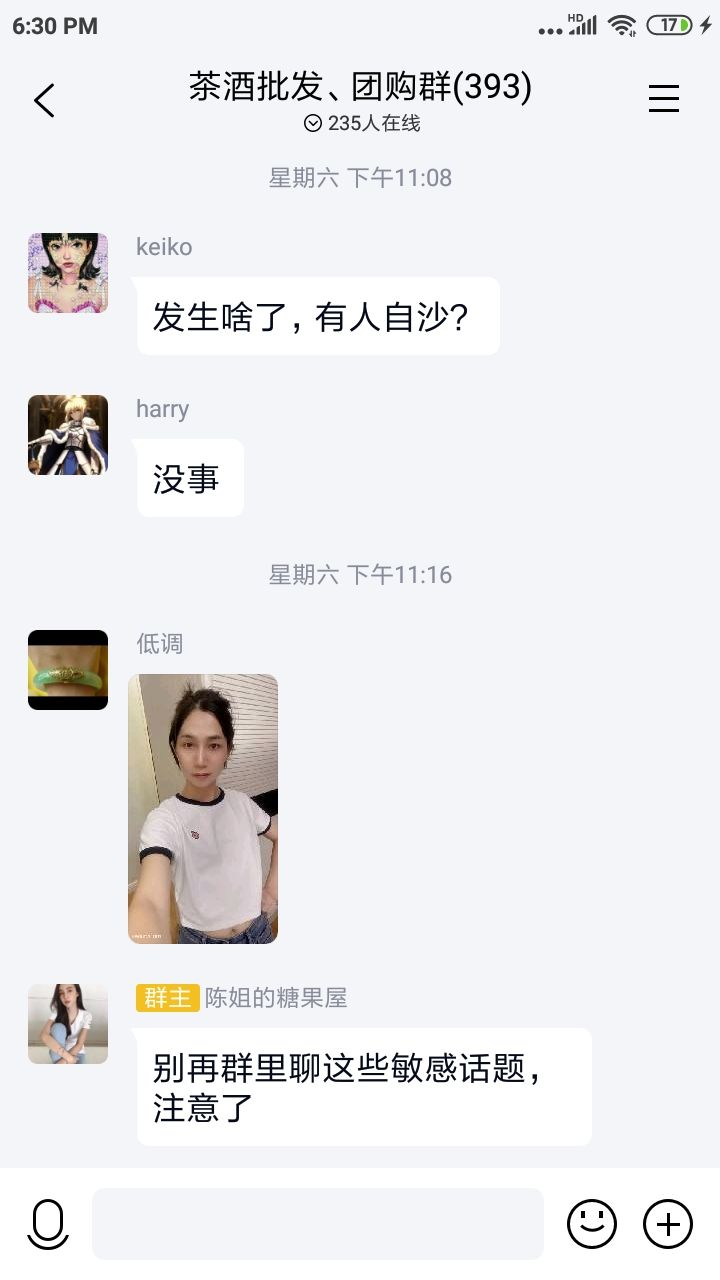 6:30 PM
HD
17
茶酒批发、团购群(393)
235人在线
星期六 下午11:08
keiko
发生啥了，有人自沙？
harry
没事
星期六 下午11:16
低调
群主 陈姐的糖果屋
别再群里聊这些敏感话题，
注意了